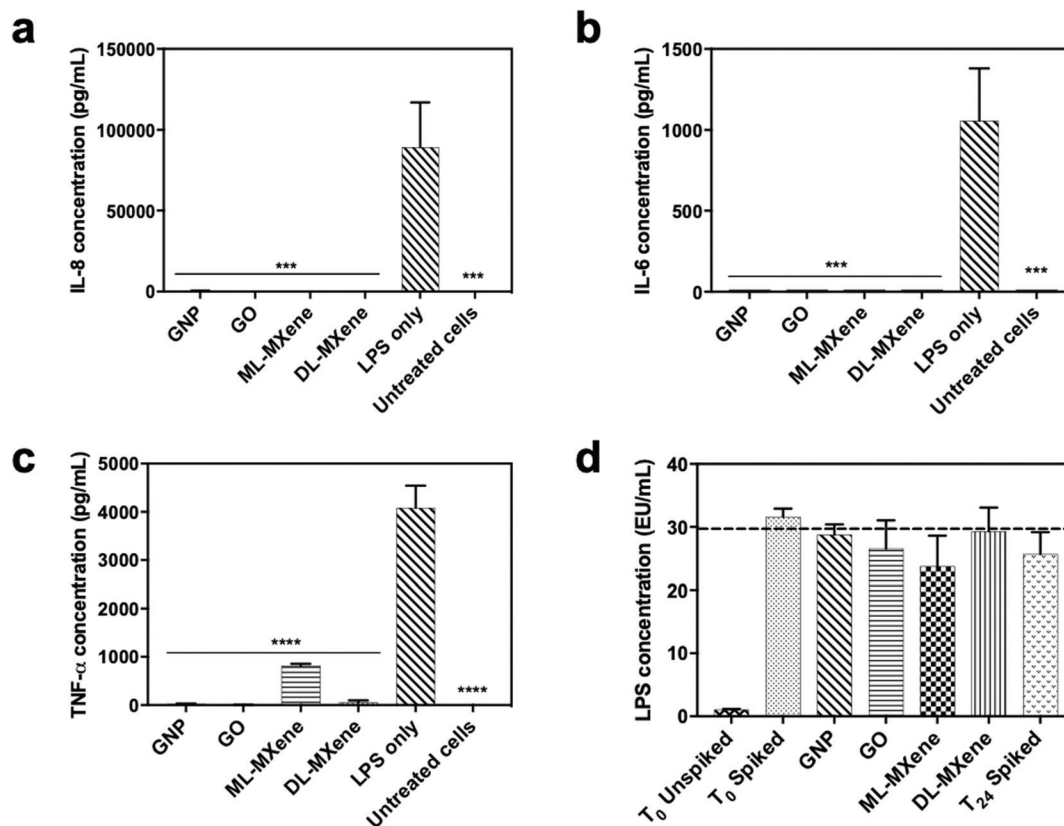 a
IL-8 concentration (pg/mL)
150000
100000
50000
0
***
***
GNP
GO
ML-MXene
DL-MXene
LPS only
Untreated cells
b
IL-6 concentration (pg/mL)
1500
1000
500
0
***
***
GNP
GO
ML-MXene
DL-MXene
LPS only
Untreated cells
c
TNF-α concentration (pg/mL)
5000
4000
3000
2000
1000
0
****
****
GNP
GO
ML-MXene
DL-MXene
LPS only
Untreated cells
d
LPS concentration (EU/mL)
40
30
20
10
0
T₀ Unspiked
T₀ Spiked
GNP
GO
ML-MXene
DL-MXene
T₂₄ Spiked